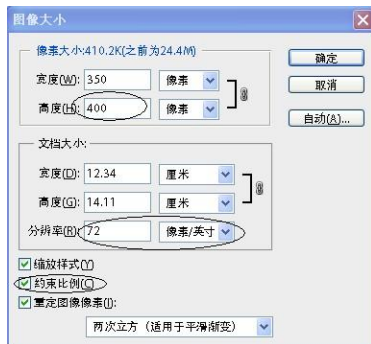 图像大小
像素大小:410.2K(之前为24.4M)
确定
宽度(W): 350 像素
取消
高度(H): 400 像素
自动(A)...
文档大小:
宽度(D): 12.34 厘米
高度(G): 14.11 厘米
分辨率(R): 72 像素/英寸
缩放样式(Y)
约束比例(C)
重定图像像素(I):
两次立方（适用于平滑渐变）